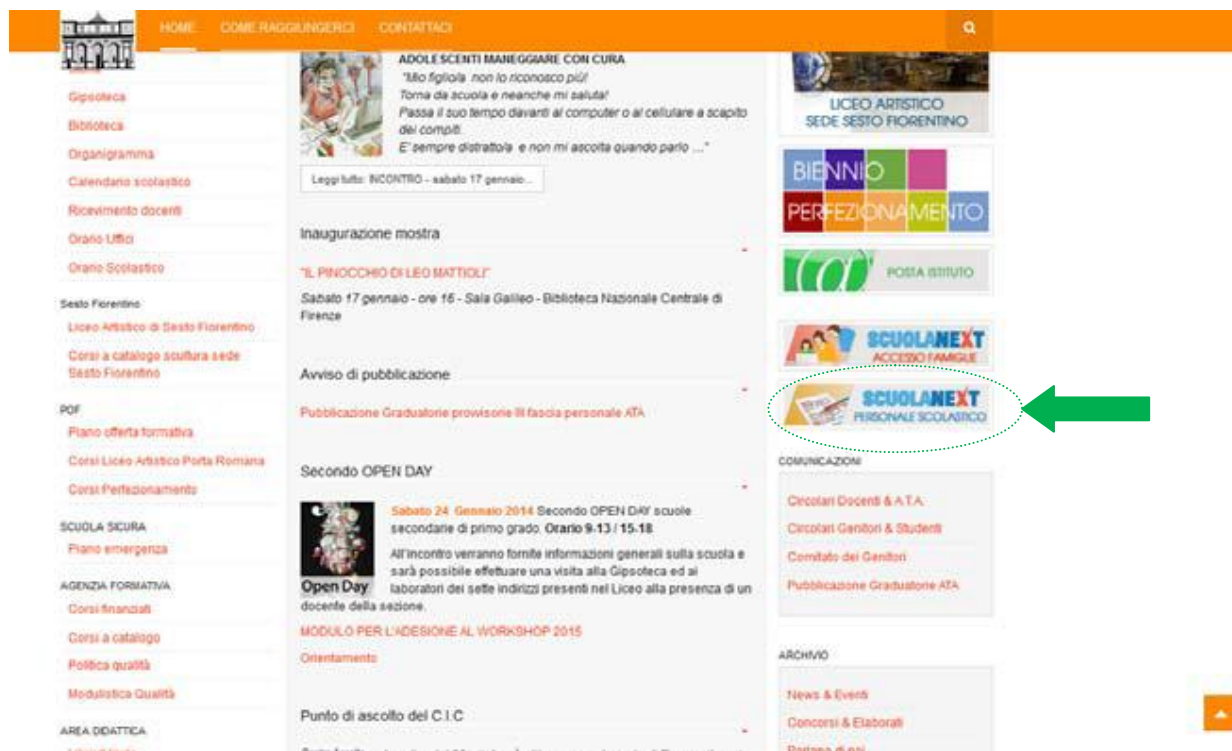 HOME COME RAGGIUNGERCI CONTATTACI
Gipsoteca
Biblioteca
Organigramma
Calendario scolastico
Ricevimento docenti
Orario Uffici
Orario Scolastico
Sesto Fiorentino
Liceo Artistico di Sesto Fiorentino
Corsi a catalogo scultura sede
Sesto Fiorentino
POF
Piano offerta formativa
Corsi Liceo Artistico Porta Romana
Corsi Perfezionamento
SCUOLA SICURA
Piano emergenza
AGENZIA FORMATIVA
Corsi finanziati
Corsi a catalogo
Politica qualità
Modulistica Qualità
AREA DIDATTICA
ADOLESCENTI MANEGGIARE CON CURA
"Mio figlio/a non lo riconosco più!
Torna da scuola e neanche mi saluta!
Passa il suo tempo davanti al computer o al cellulare a scapito
dei compiti.
E' sempre distratto/a e non mi ascolta quando parlo ..."
Leggi tutto: INCONTRO - sabato 17 gennaio...
Inaugurazione mostra
"IL PINOCCHIO DI LEO MATTIOLI"
Sabato 17 gennaio - ore 16 - Sala Galileo - Biblioteca Nazionale Centrale di
Firenze
Avviso di pubblicazione
Pubblicazione Graduatorie provvisorie III fascia personale ATA
Secondo OPEN DAY
Sabato 24 Gennaio 2014 Secondo OPEN DAY scuole
secondarie di primo grado. Orario 9-13 / 15-18
All'incontro verranno fornite informazioni generali sulla scuola e
sarà possibile effettuare una visita alla Gipsoteca ed ai
Open Day
laboratori dei sette indirizzi presenti nel Liceo alla presenza di un
docente della sezione.
MODULO PER L'ADESIONE AL WORKSHOP 2015
Orientamento
Punto di ascolto del C.I.C
LICEO ARTISTICO
SEDE SESTO FIORENTINO
BIENNIO
PERFEZIONAMENTO
POSTA ISTITUTO
SCUOLANEXT
ACCESSO FAMIGLIE
SCUOLANEXT
PERSONALE SCOLASTICO
COMUNICAZIONI
Circolari Docenti & A.T.A.
Circolari Genitori & Studenti
Comitato dei Genitori
Pubblicazione Graduatorie ATA
ARCHIVIO
News & Eventi
Concorsi & Elaborati